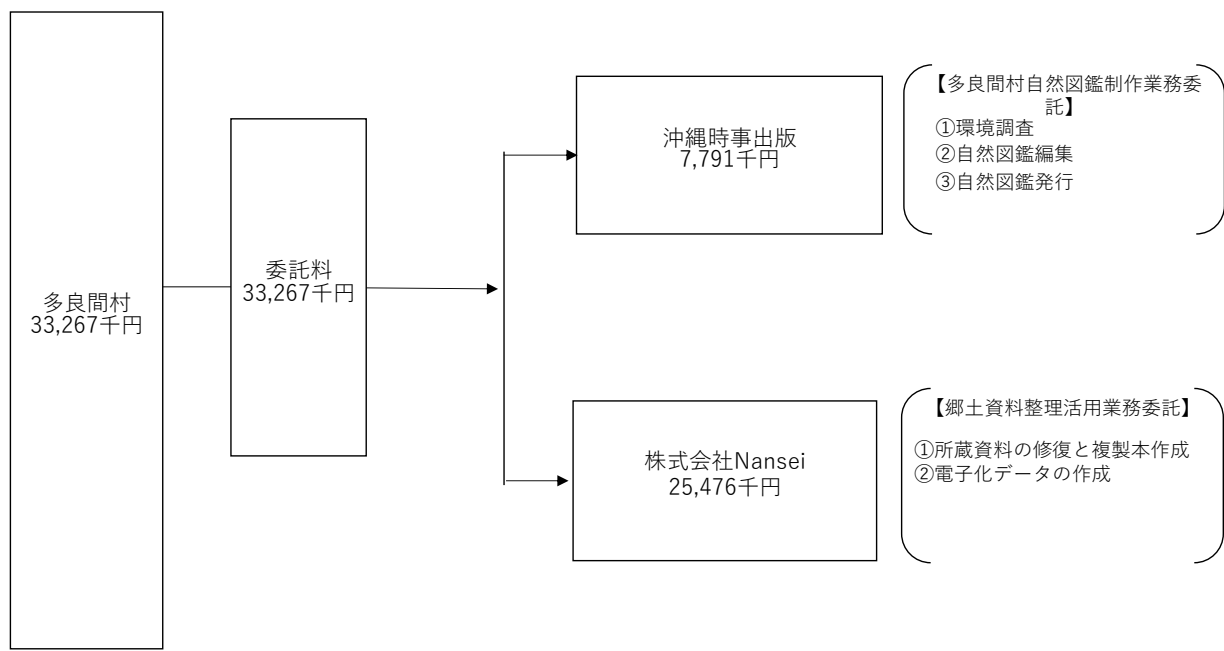 多良間村
33,267千円
委託料
33,267千円
沖縄時事出版
7,791千円
【多良間村自然図鑑制作業務委
託】
①環境調査
②自然図鑑編集
③自然図鑑発行
株式会社Nansei
25,476千円
【郷土資料整理活用業務委託】
①所蔵資料の修復と複製本作成
②電子化データの作成